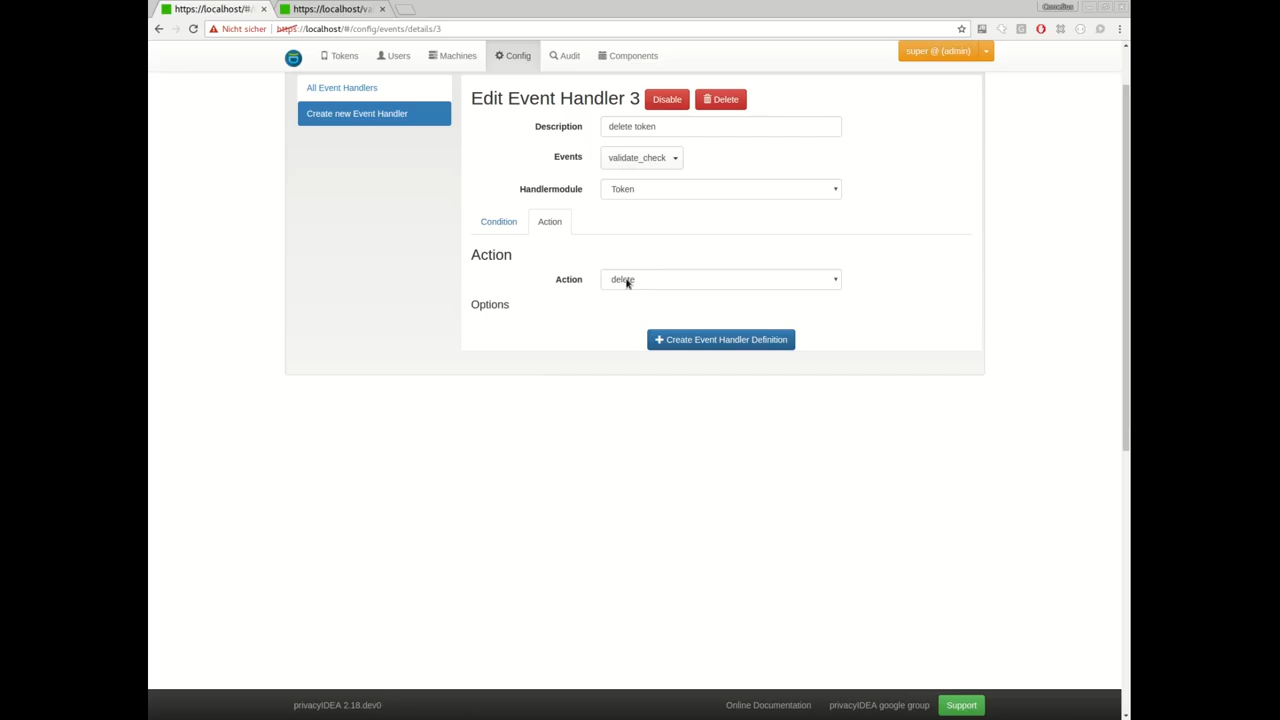 https://localhost/#/
https://localhost/va
Cornelius
Nicht sicher
https://localhost/#/config/events/details/3
Tokens
Users
Machines
Config
Audit
Components
super @ (admin)
All Event Handlers
Create new Event Handler
Edit Event Handler 3
Disable
Delete
Description
delete token
Events
validate_check
Handlermodule
Token
Condition
Action
Action
Action
delete
Options
Create Event Handler Definition
privacyIDEA 2.18.dev0
Online Documentation
privacyIDEA google group
Support